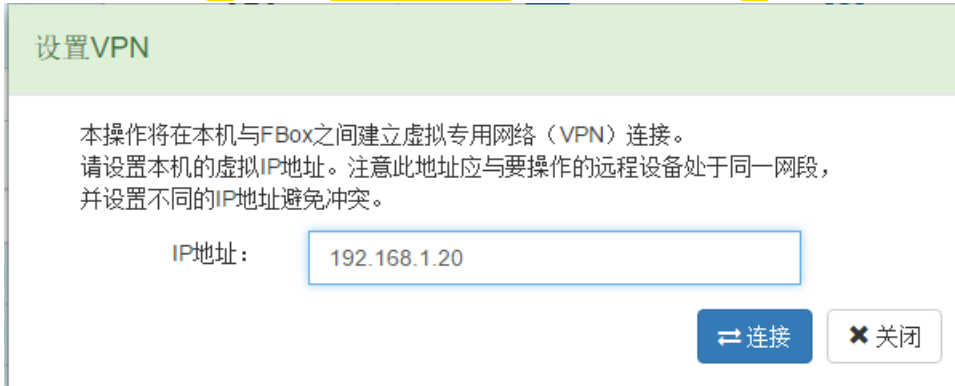 设置VPN
本操作将在本机与FBox之间建立虚拟专用网络（VPN）连接。
请设置本机的虚拟IP地址。注意此地址应与要操作的远程设备处于同一网段，
并设置不同的IP地址避免冲突。
IP地址： 192.168.1.20
连接 关闭